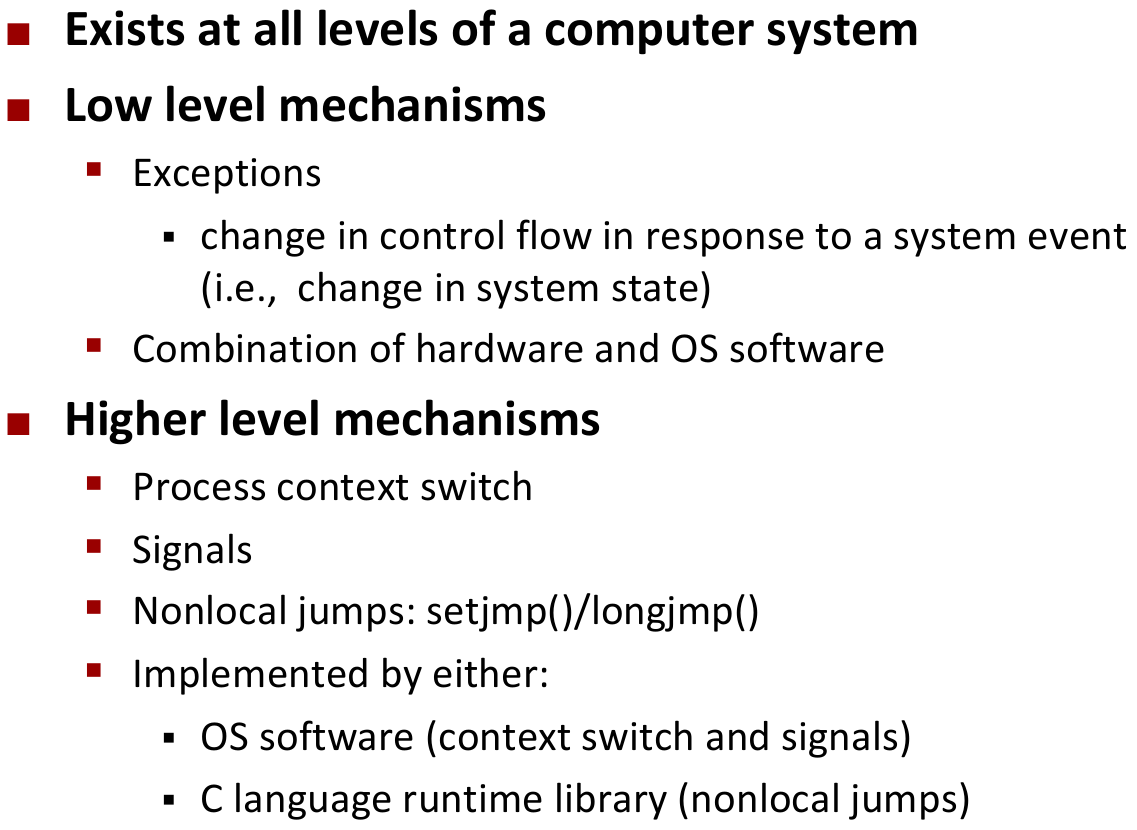 Exists at all levels of a computer system
Low level mechanisms
Exceptions
change in control flow in response to a system event
(i.e., change in system state)
Combination of hardware and OS software
Higher level mechanisms
Process context switch
Signals
Nonlocal jumps: setjmp()/longjmp()
Implemented by either:
OS software (context switch and signals)
C language runtime library (nonlocal jumps)